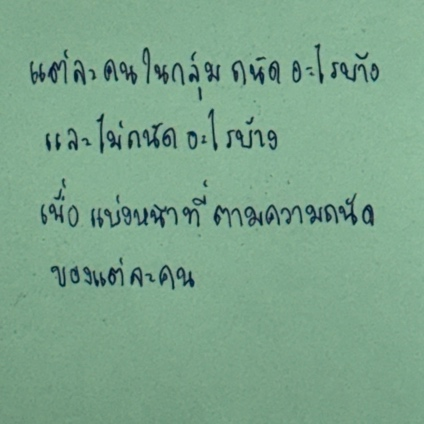 แต่ละคนในกลุ่ม ถนัด อะไรบ้าง
และไม่ถนัด อะไรบ้าง
เพื่อ แบ่งหน้าที่ ตามความถนัด
ของแต่ละคน